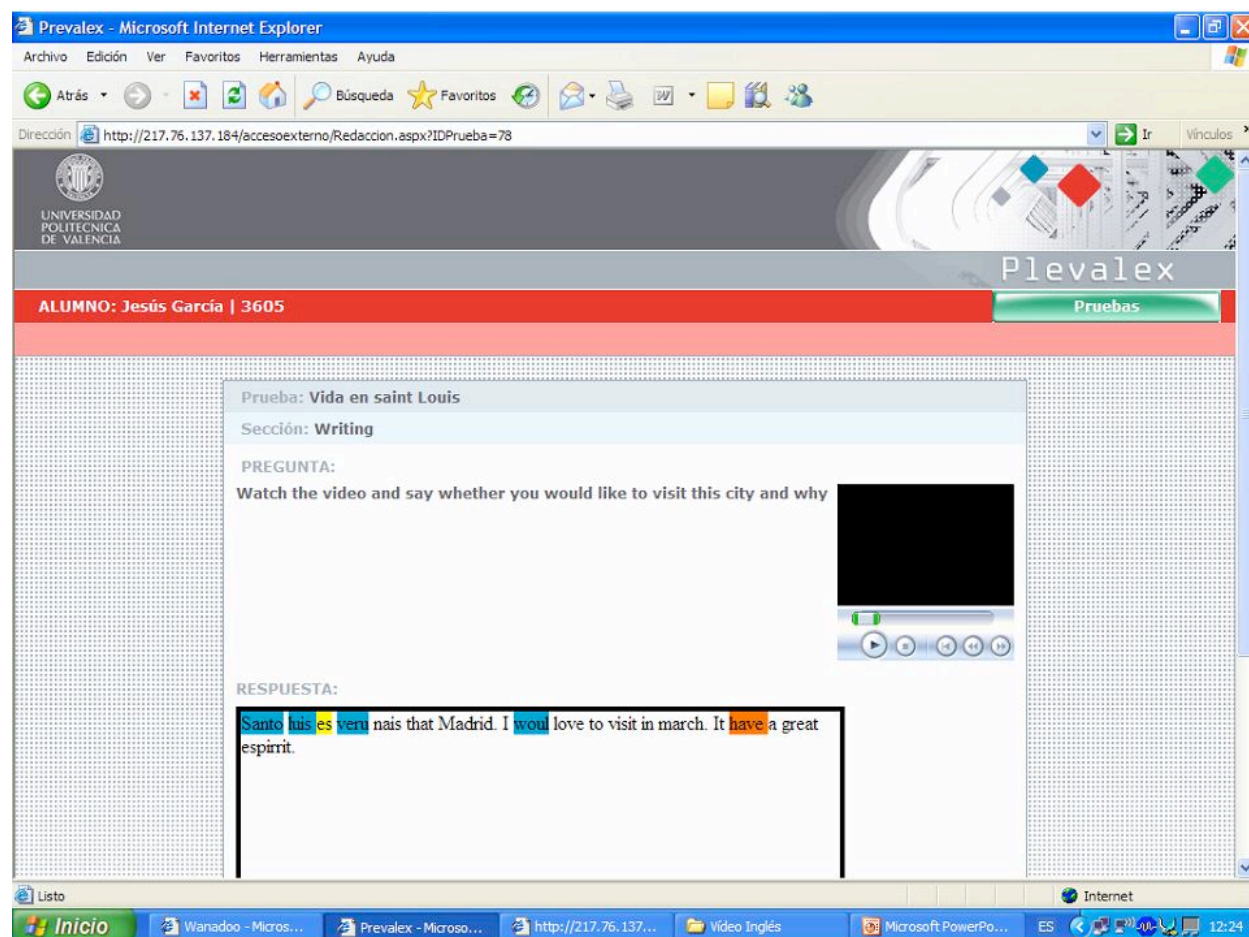 Prevalex - Microsoft Internet Explorer
Archivo Edición Ver Favoritos Herramientas Ayuda
Atrás Búsqueda Favoritos
Dirección http://217.76.137.184/accesoexterno/Redaccion.aspx?IDPrueba=78 Ir Vínculos
UNIVERSIDAD
POLITECNICA
DE VALENCIA
Plevalex
ALUMNO: Jesús García | 3605 Pruebas
Prueba: Vida en saint Louis
Sección: Writing
PREGUNTA:
Watch the video and say whether you would like to visit this city and why
RESPUESTA:
Santo luis es veru nais that Madrid. I woul love to visit in march. It have a great
espirrit.
Listo Internet
Inicio Wanadoo - Micros... Prevalex - Microso... http://217.76.137... Vídeo Inglés Microsoft PowerPo... ES 12:24